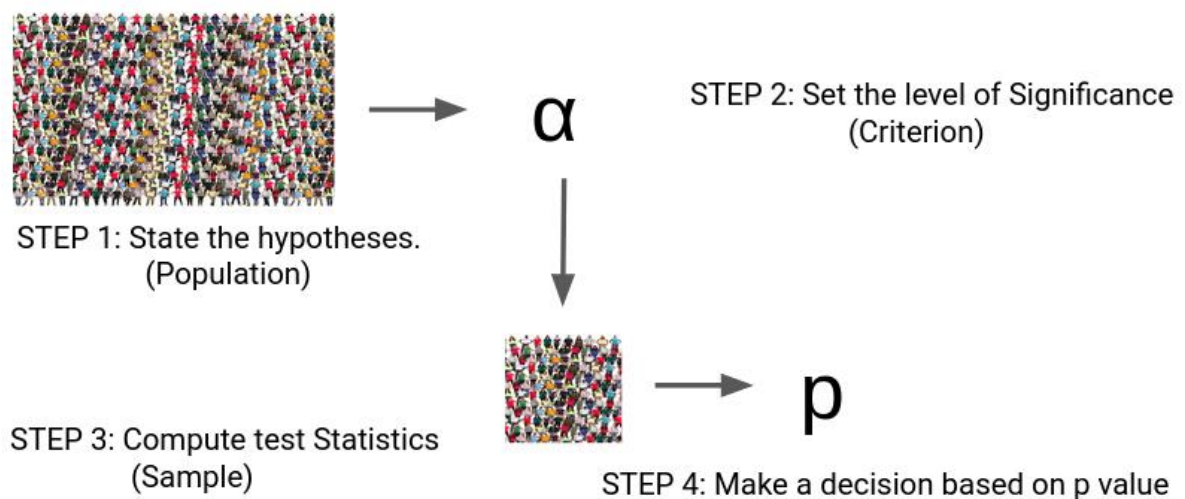 α
STEP 2: Set the level of Significance
(Criterion)
STEP 1: State the hypotheses.
(Population)
p
STEP 3: Compute test Statistics
(Sample)
STEP 4: Make a decision based on p value